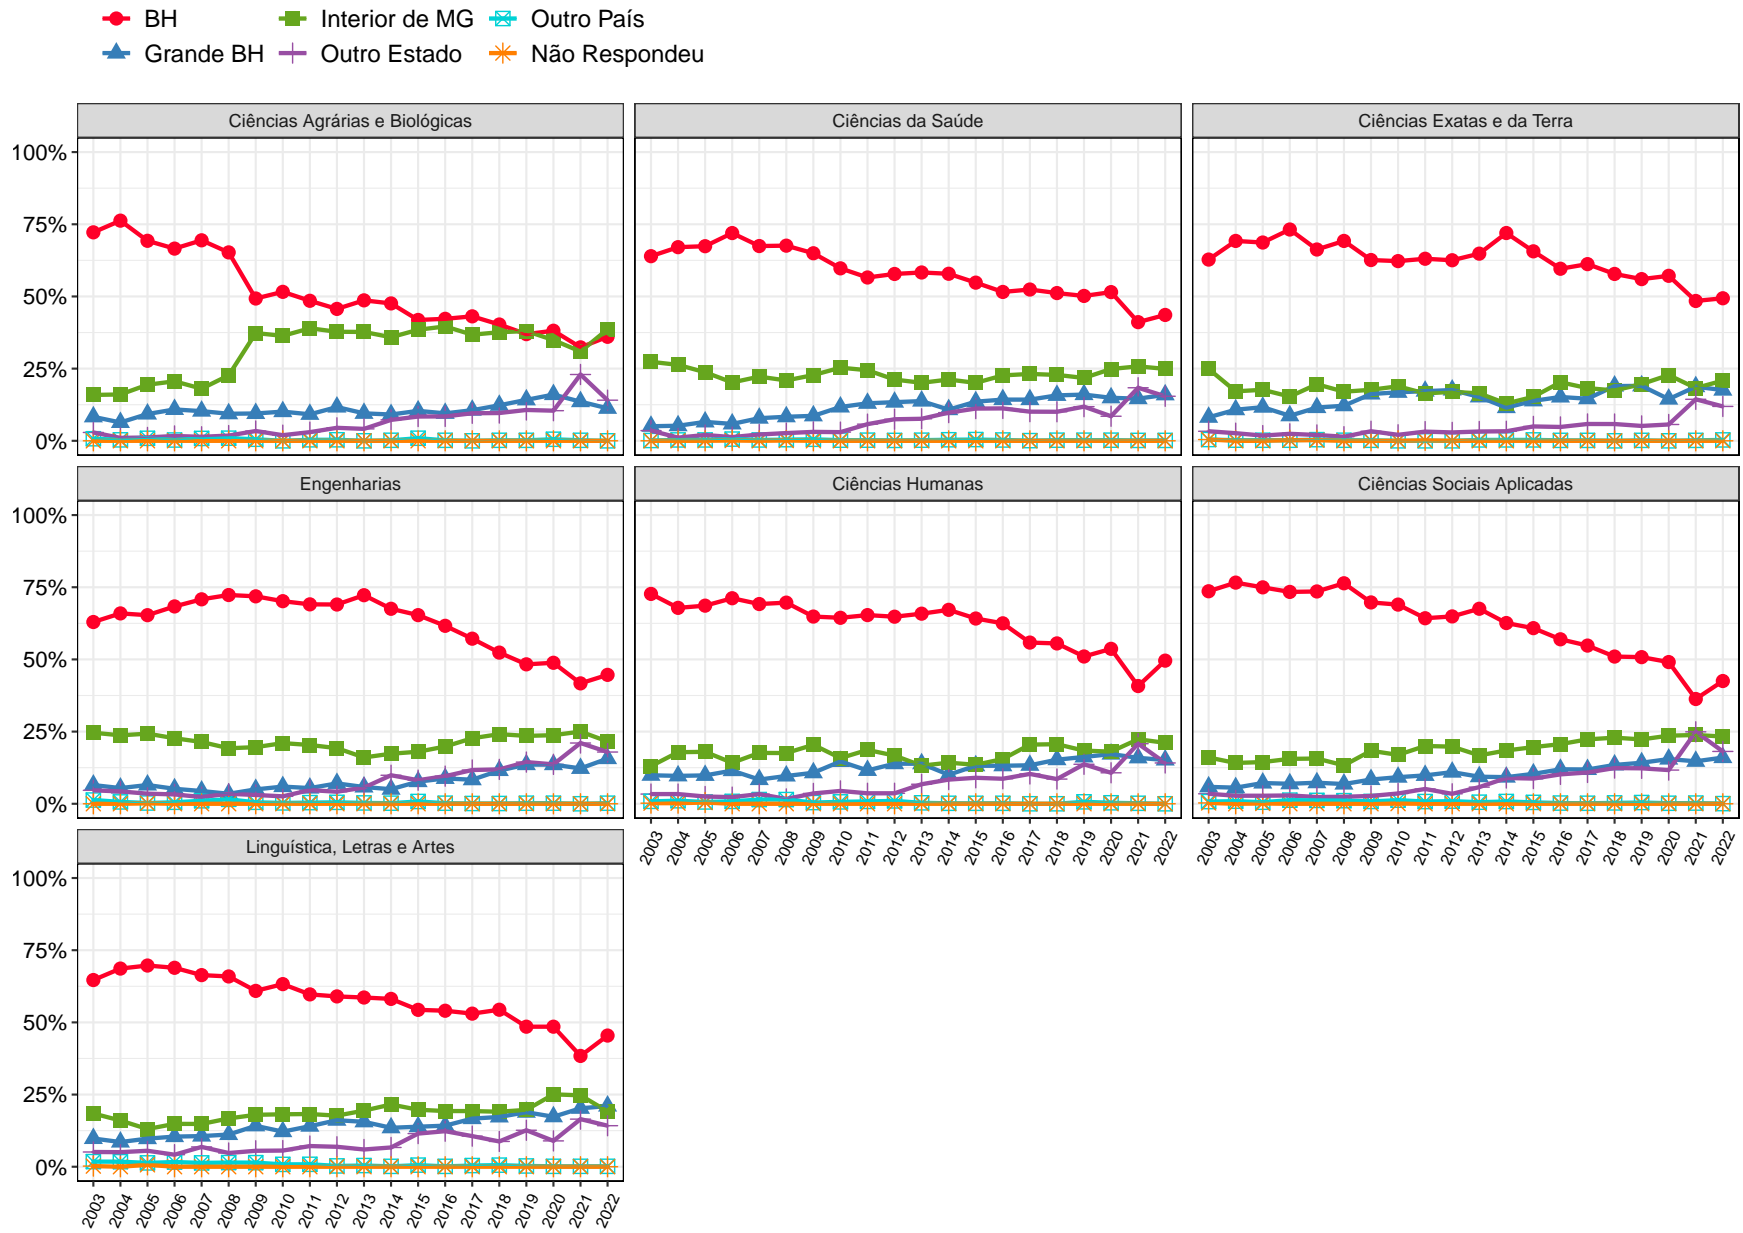 BH Interior de MG Outro País
Grande BH Outro Estado Não Respondeu
Ciências Agrárias e Biológicas Ciências da Saúde Ciências Exatas e da Terra
100%
75%
50%
25%
0%
Engenharias Ciências Humanas Ciências Sociais Aplicadas
100%
75%
50%
25%
0%
2003 2004 2005 2006 2007 2008 2009 2010 2011 2012 2013 2014 2015 2016 2017 2018 2019 2020 2021 2022 2003 2004 2005 2006 2007 2008 2009 2010 2011 2012 2013 2014 2015 2016 2017 2018 2019 2020 2021 2022
Linguística, Letras e Artes
100%
75%
50%
25%
0%
2003 2004 2005 2006 2007 2008 2009 2010 2011 2012 2013 2014 2015 2016 2017 2018 2019 2020 2021 2022